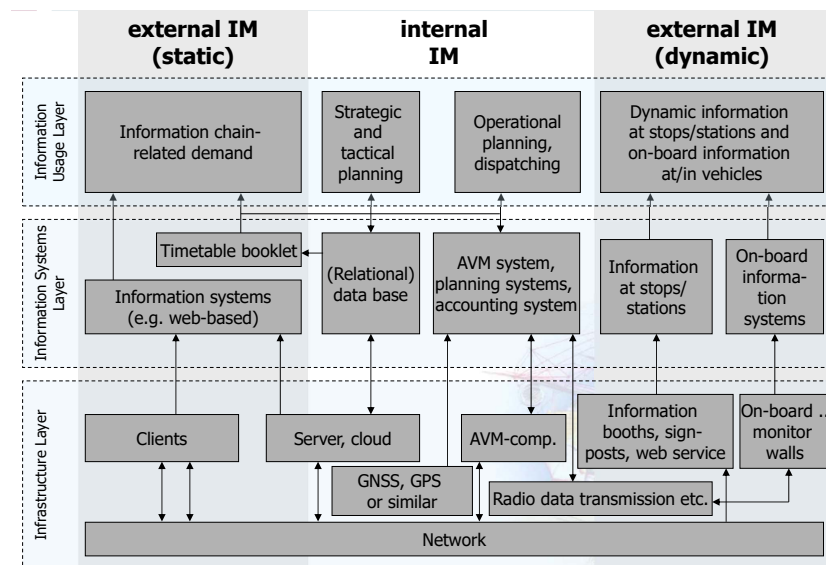 external IM
(static)
internal
IM
external IM
(dynamic)
Information
Usage Layer
Information chain-
related demand
Strategic
and
tactical
planning
Operational
planning,
dispatching
Dynamic information
at stops/stations and
on-board information
at/in vehicles
Information Systems
Layer
Timetable booklet
Information systems
(e.g. web-based)
(Relational)
data base
AVM system,
planning systems,
accounting system
Information
at stops/
stations
On-board
informa-
tion
systems
Infrastructure Layer
Clients
Server, cloud
AVM-comp.
Information
booths, sign-
posts, web service
On-board ..
monitor
walls
GNSS, GPS
or similar
Radio data transmission etc.
Network